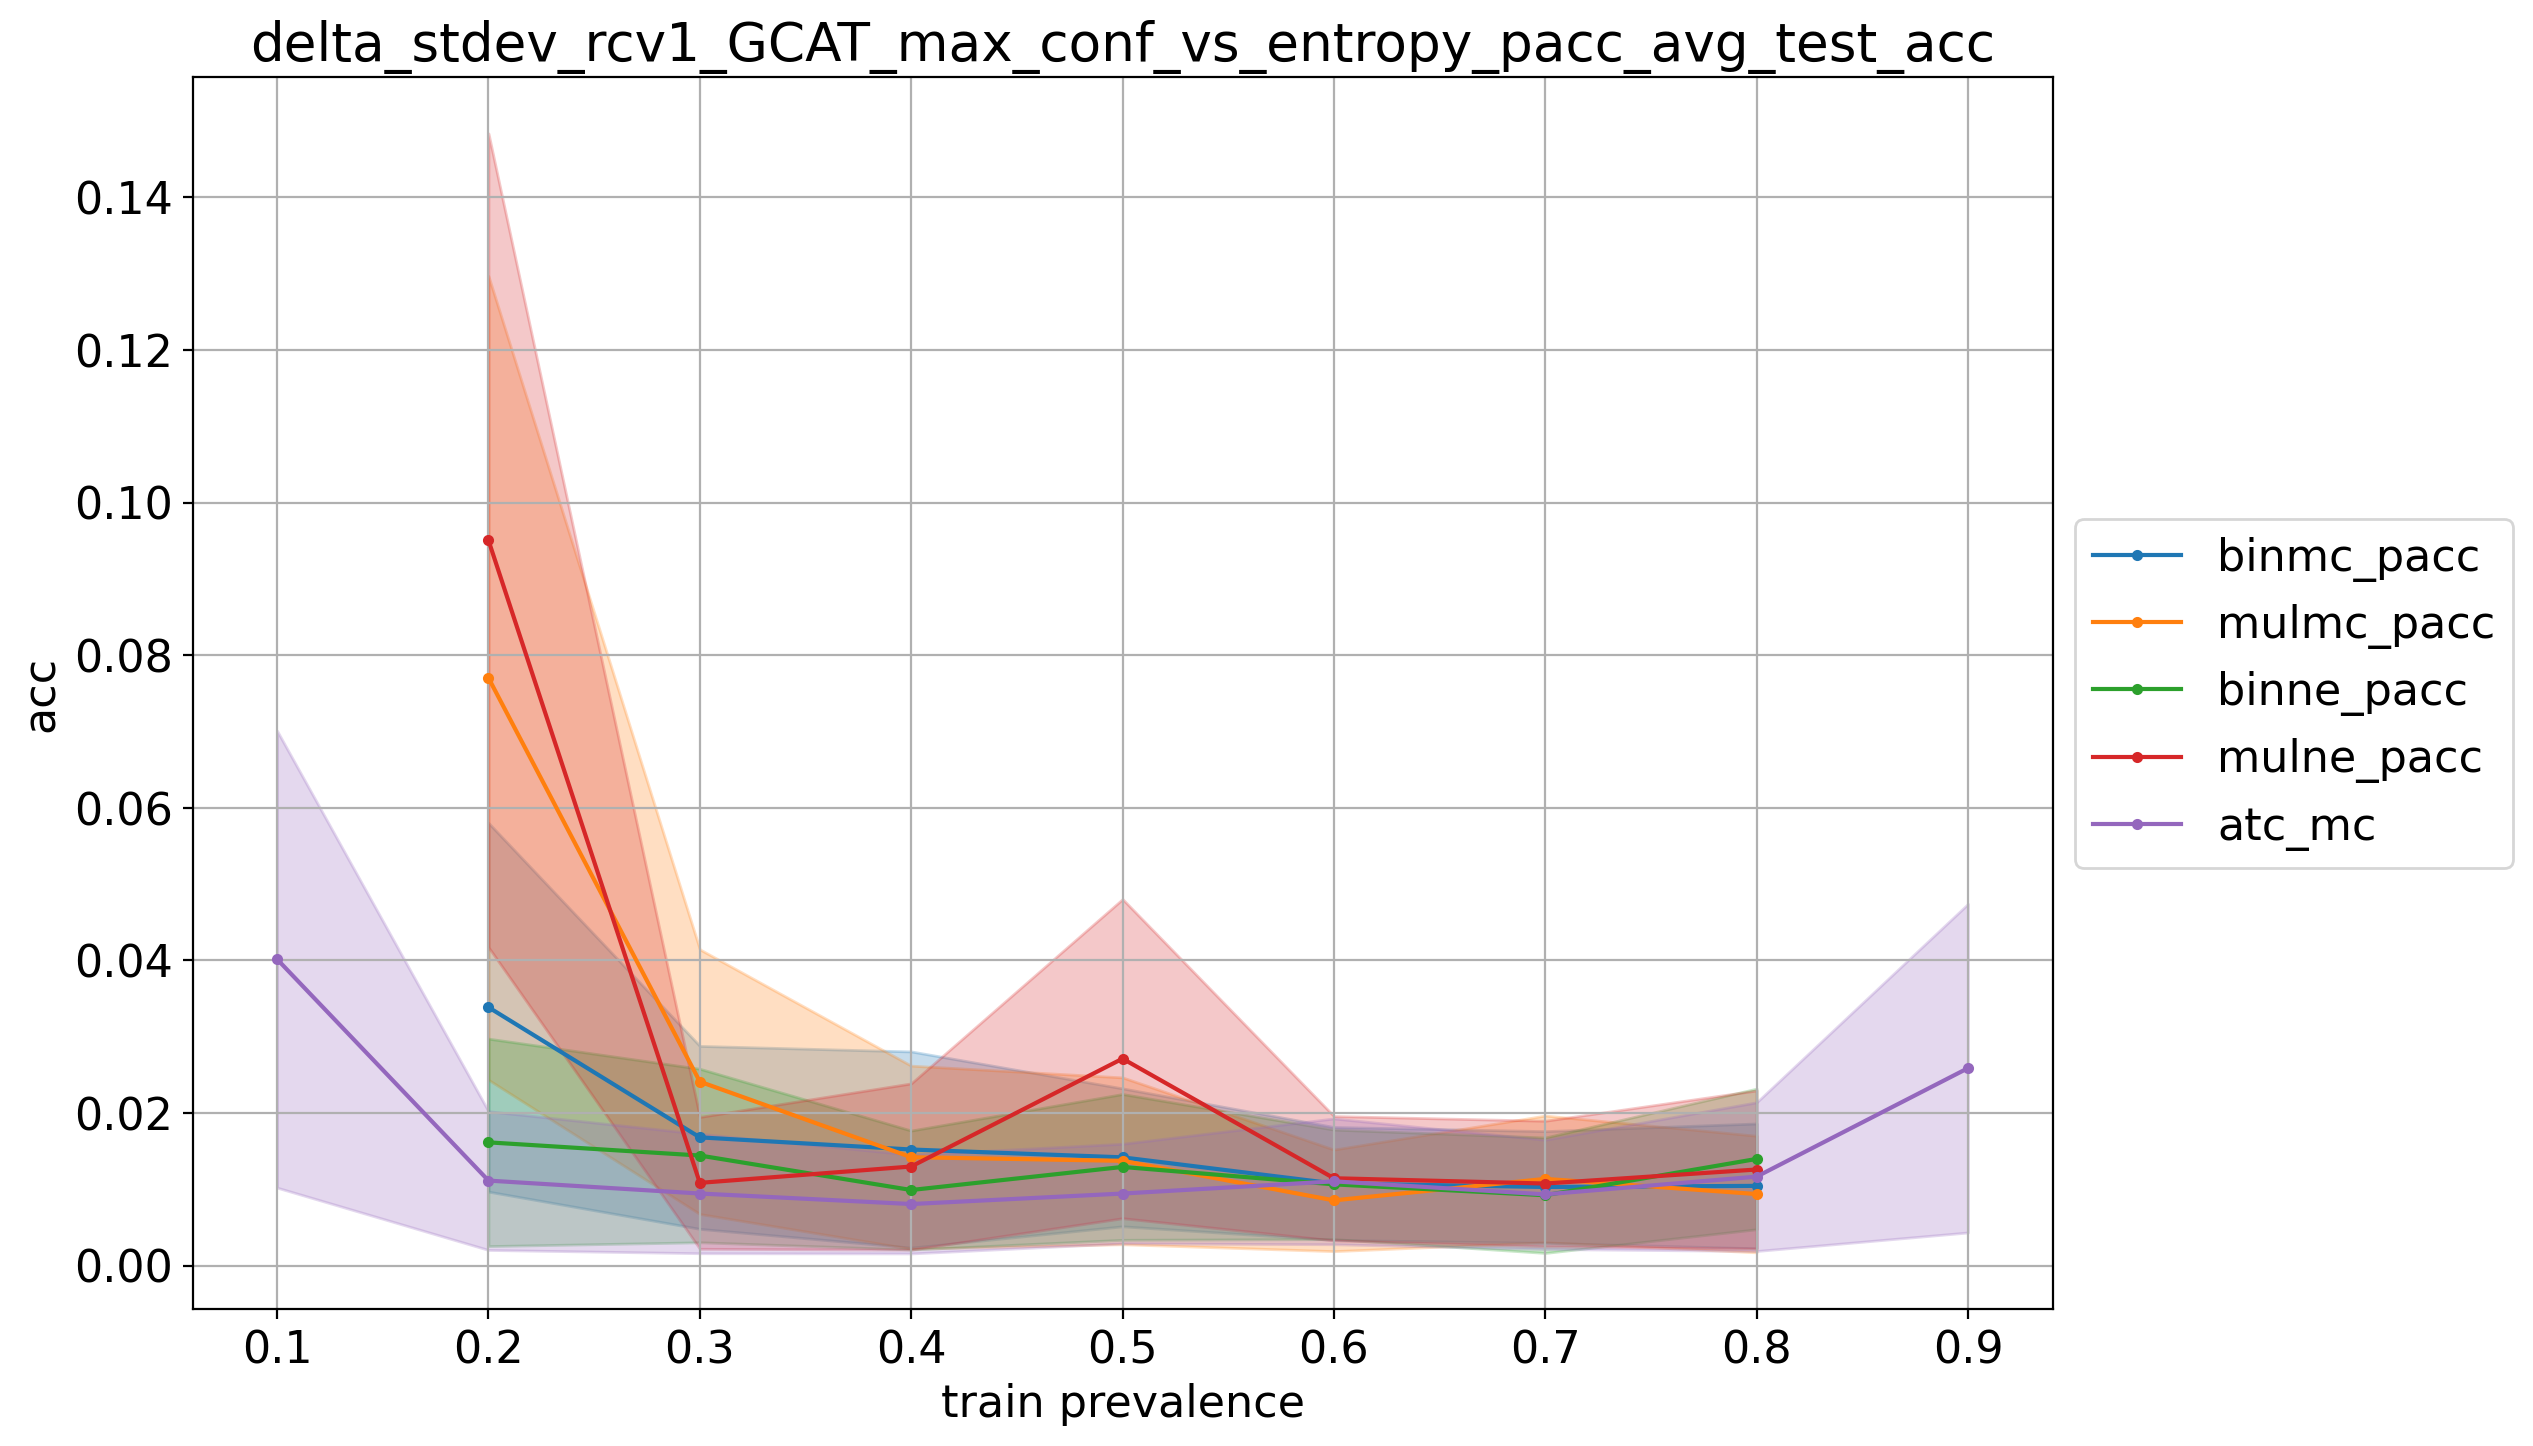 delta_stdev_rcv1_GCAT_max_conf_vs_entropy_pacc_avg_test_acc
0.14
0.12
0.10
0.08
0.06
0.04
0.02
0.00
acc
0.1 0.2 0.3 0.4 0.5 0.6 0.7 0.8 0.9
train prevalence
binmc_pacc
mulmc_pacc
binne_pacc
mulne_pacc
atc_mc